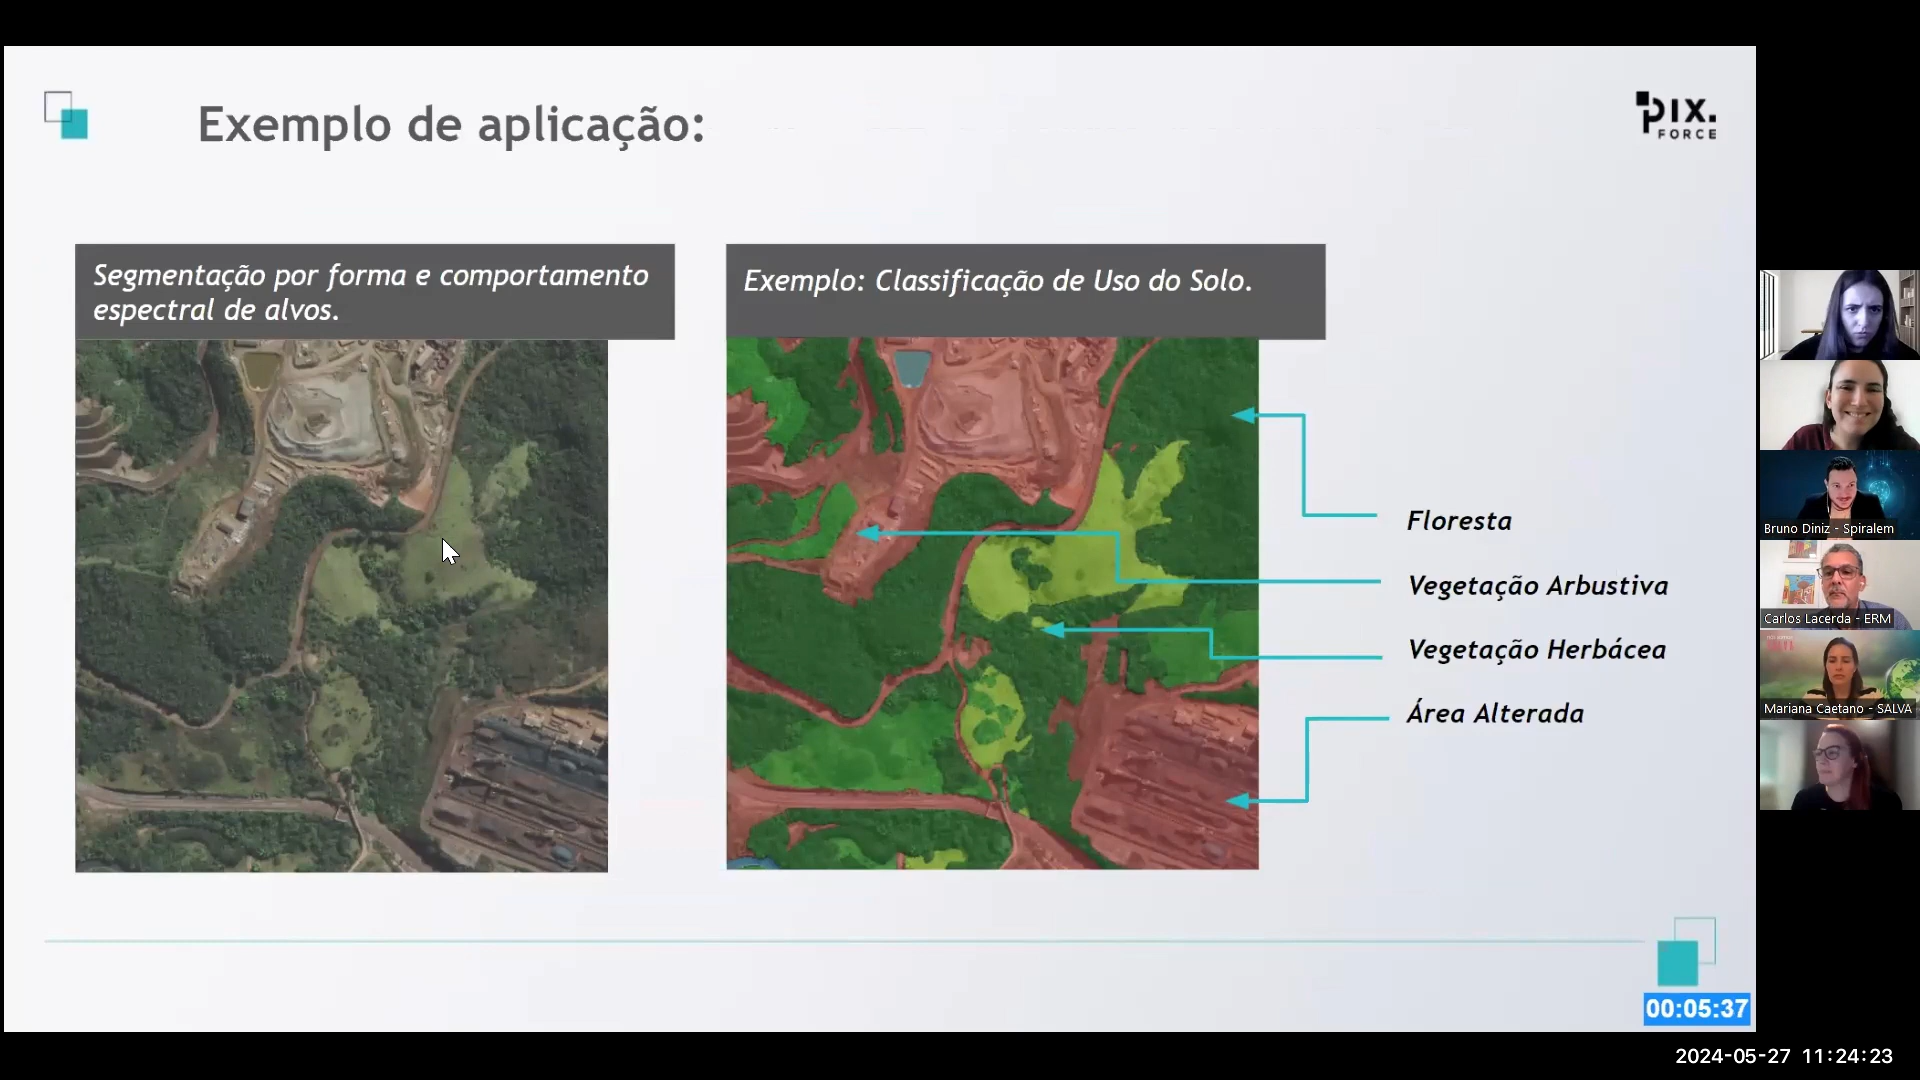 Exemplo de aplicação:
pix.
FORCE
Segmentação por forma e comportamento
espectral de alvos.
Exemplo: Classificação de Uso do Solo.
Floresta
Vegetação Arbustiva
Vegetação Herbácea
Área Alterada
Bruno Diniz - Spiralem
Carlos Lacerda - ERM
SALVA
Mariana Caetano - SALVA
00:05:37
2024-05-27 11:24:23